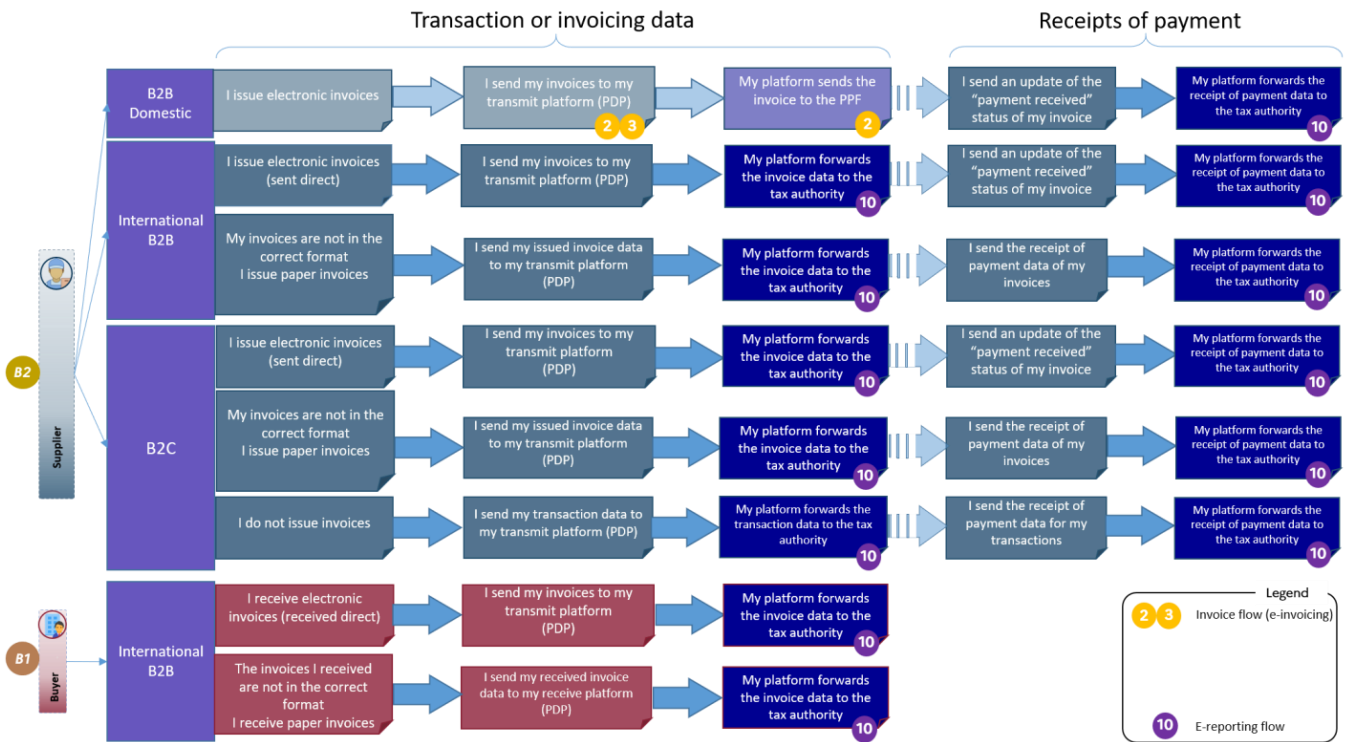 Transaction or invoicing data
Receipts of payment
B2B
Domestic
I issue electronic invoices
I send my invoices to my
transmit platform (PDP)
2 3
My platform sends the
invoice to the PPF
2
I send an update of the
“payment received”
status of my invoice
My platform forwards the
receipt of payment data to
the tax authority
10
International
B2B
I issue electronic invoices
(sent direct)
I send my invoices to my
transmit platform (PDP)
My platform forwards
the invoice data to the
tax authority
10
I send an update of the
“payment received”
status of my invoice
My platform forwards the
receipt of payment data to
the tax authority
10
My invoices are not in the
correct format
I issue paper invoices
I send my issued invoice data
to my transmit platform
(PDP)
My platform forwards
the invoice data to the
tax authority
10
I send the receipt of
payment data of my
invoices
My platform forwards the
receipt of payment data to
the tax authority
10
B2
Supplier
B2C
I issue electronic invoices
(sent direct)
I send my invoices to my
transmit platform
(PDP)
My platform forwards
the invoice data to the
tax authority
10
I send an update of the
“payment received”
status of my invoice
My platform forwards the
receipt of payment data to
the tax authority
10
My invoices are not in the
correct format
I issue paper invoices
I send my issued invoice data
to my transmit platform
(PDP)
My platform forwards
the invoice data to the
tax authority
10
I send the receipt of
payment data of my
invoices
My platform forwards the
receipt of payment data to
the tax authority
10
I do not issue invoices
I send my transaction data to
my transmit platform (PDP)
My platform forwards the
transaction data to the tax
authority
10
I send the receipt of
payment data for my
transactions
My platform forwards the
receipt of payment data to
the tax authority
10
B1
Buyer
International
B2B
I receive electronic
invoices (received direct)
I send my invoices to my
transmit platform
(PDP)
My platform forwards
the invoice data to the
tax authority
10
The invoices I received
are not in the correct
format
I receive paper invoices
I send my received invoice
data to my receive platform
(PDP)
My platform forwards
the invoice data to the
tax authority
10
Legend
2 3 Invoice flow (e-invoicing)
10 E-reporting flow